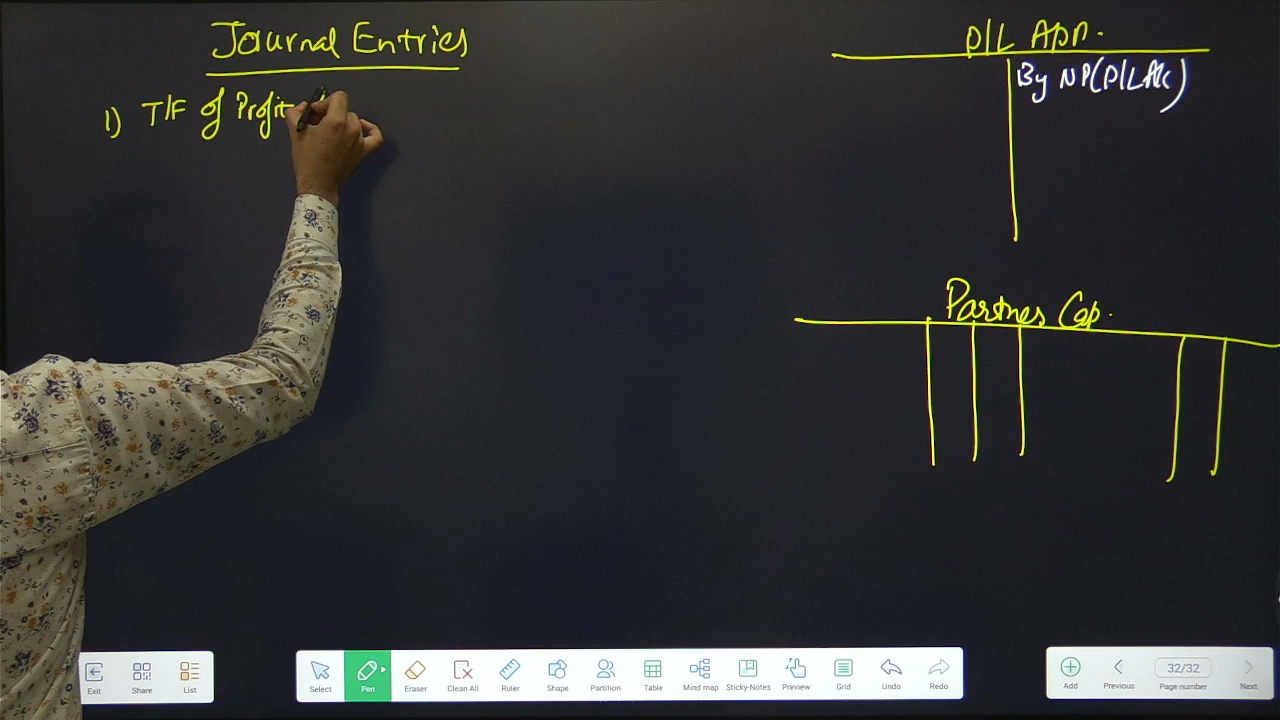 Journal Entries
1) T/F of Profit
P/L App.
By NP(P/L A/c)
Partnes Cap.
Exit
Share
List
Select
Pen
Eraser
Clean All
Ruler
Shape
Partition
Table
Mind map
Sticky-Notes
Preview
Grid
Undo
Redo
Add
Previous
32/32
Page number
Next